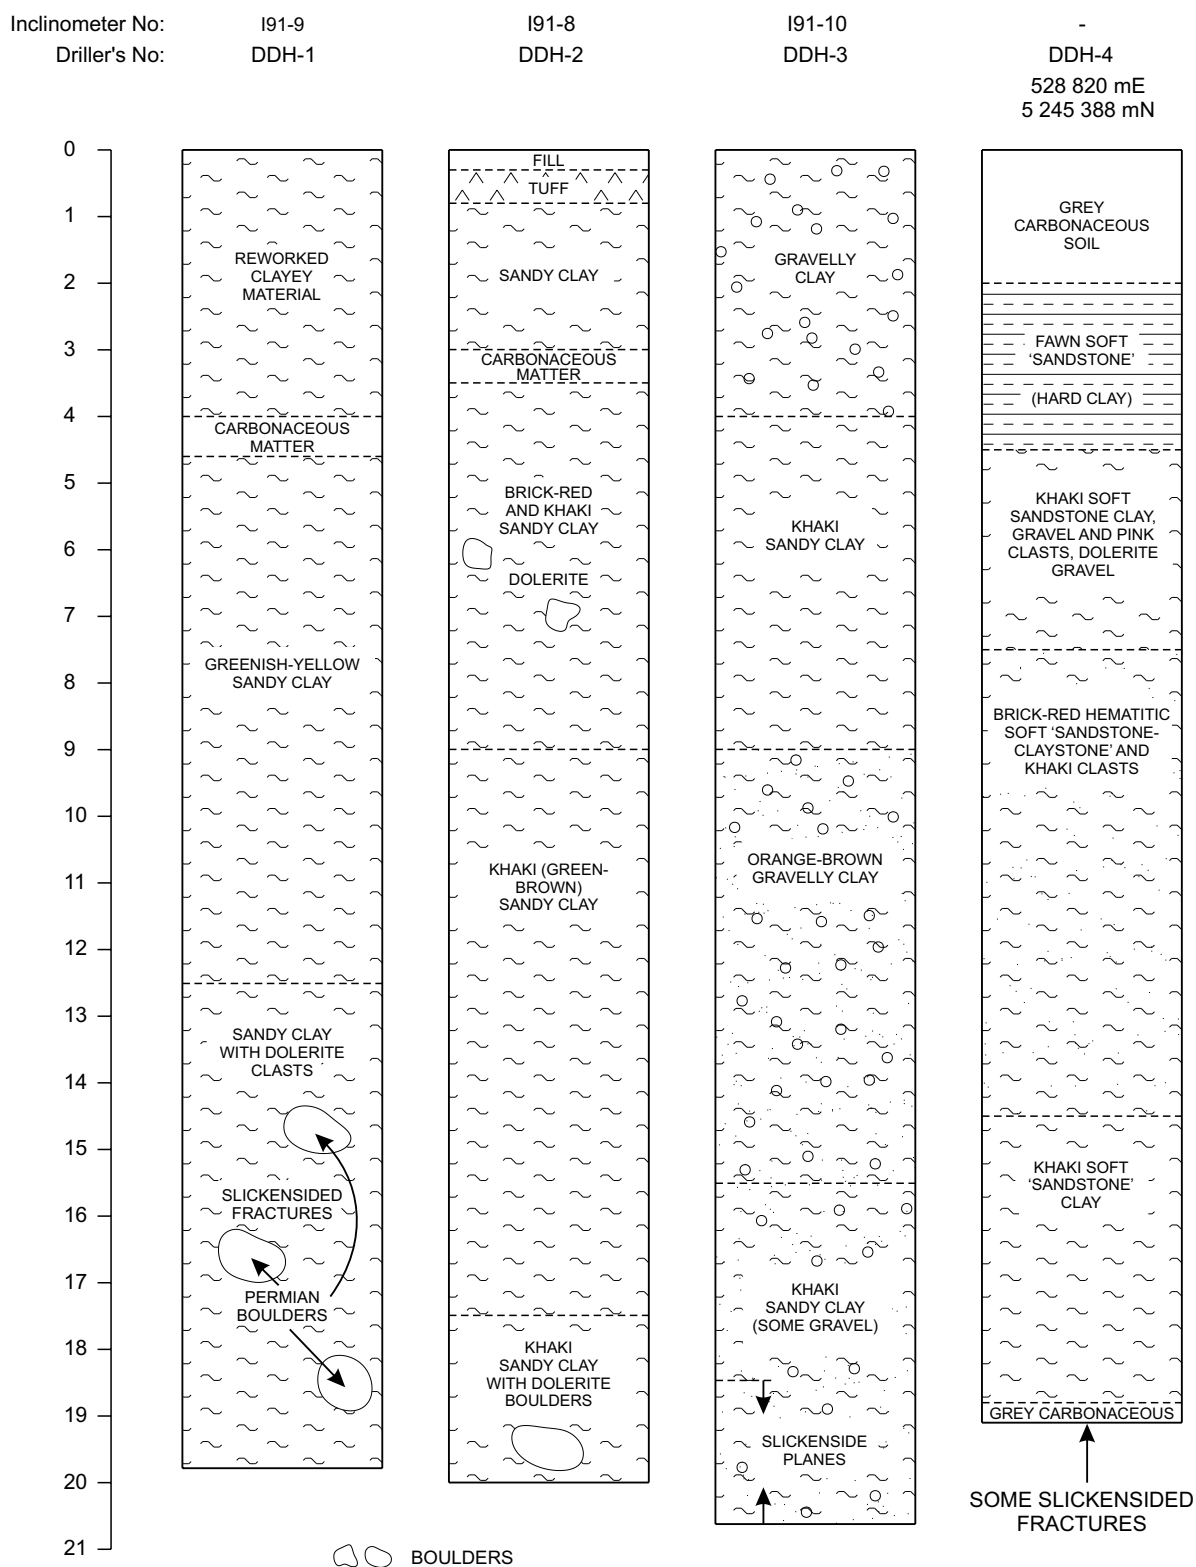 Inclinometer No: I91-9 I91-8 I91-10 -
Driller's No: DDH-1 DDH-2 DDH-3 DDH-4
528 820 mE
5 245 388 mN
0
1
2
3
4
5
6
7
8
9
10
11
12
13
14
15
16
17
18
19
20
21
REWORKED
CLAYEY
MATERIAL
CARBONACEOUS
MATTER
GREENISH-YELLOW
SANDY CLAY
SANDY CLAY
WITH DOLERITE
CLASTS
SLICKENSIDED
FRACTURES
PERMIAN
BOULDERS
FILL
TUFF
SANDY CLAY
CARBONACEOUS
MATTER
BRICK-RED
AND KHAKI
SANDY CLAY
DOLERITE
KHAKI (GREEN-
BROWN)
SANDY CLAY
KHAKI
SANDY CLAY
WITH DOLERITE
BOULDERS
GRAVELLY
CLAY
KHAKI
SANDY CLAY
ORANGE-BROWN
GRAVELLY CLAY
KHAKI
SANDY CLAY
(SOME GRAVEL)
SLICKENSIDE
PLANES
GREY
CARBONACEOUS
SOIL
FAWN SOFT
‘SANDSTONE’
(HARD CLAY)
KHAKI SOFT
SANDSTONE CLAY,
GRAVEL AND PINK
CLASTS, DOLERITE
GRAVEL
BRICK-RED HEMATITIC
SOFT ‘SANDSTONE-
CLAYSTONE’ AND
KHAKI CLASTS
KHAKI SOFT
‘SANDSTONE’
CLAY
GREY CARBONACEOUS
SOME SLICKENSIDED
FRACTURES
BOULDERS